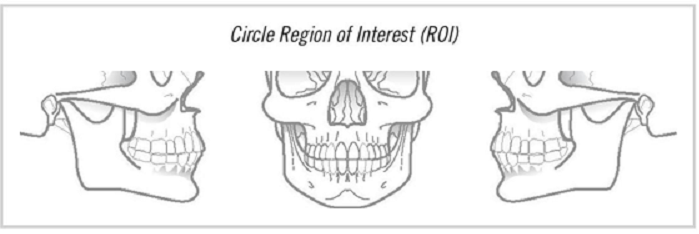 Circle Region of Interest (ROI)